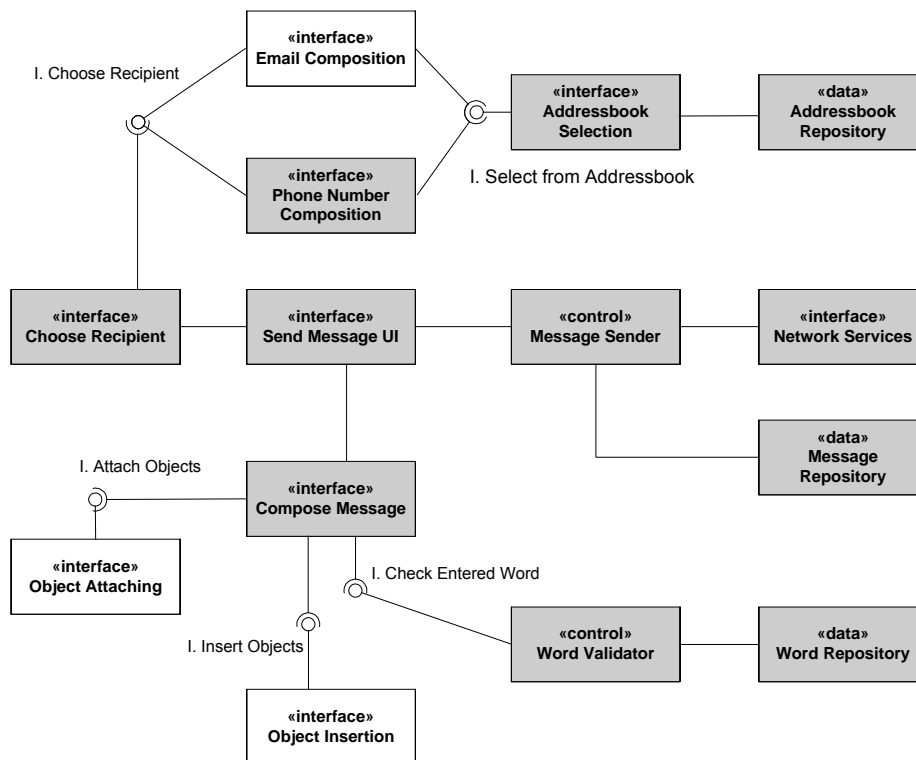 «interface»
Email Composition
I. Choose Recipient
«interface»
Addressbook
Selection
«data»
Addressbook
Repository
«interface»
Phone Number
Composition
I. Select from Addressbook
«interface»
Choose Recipient
«interface»
Send Message UI
«control»
Message Sender
«interface»
Network Services
«data»
Message
Repository
I. Attach Objects
«interface»
Compose Message
«interface»
Object Attaching
I. Check Entered Word
I. Insert Objects
«control»
Word Validator
«data»
Word Repository
«interface»
Object Insertion